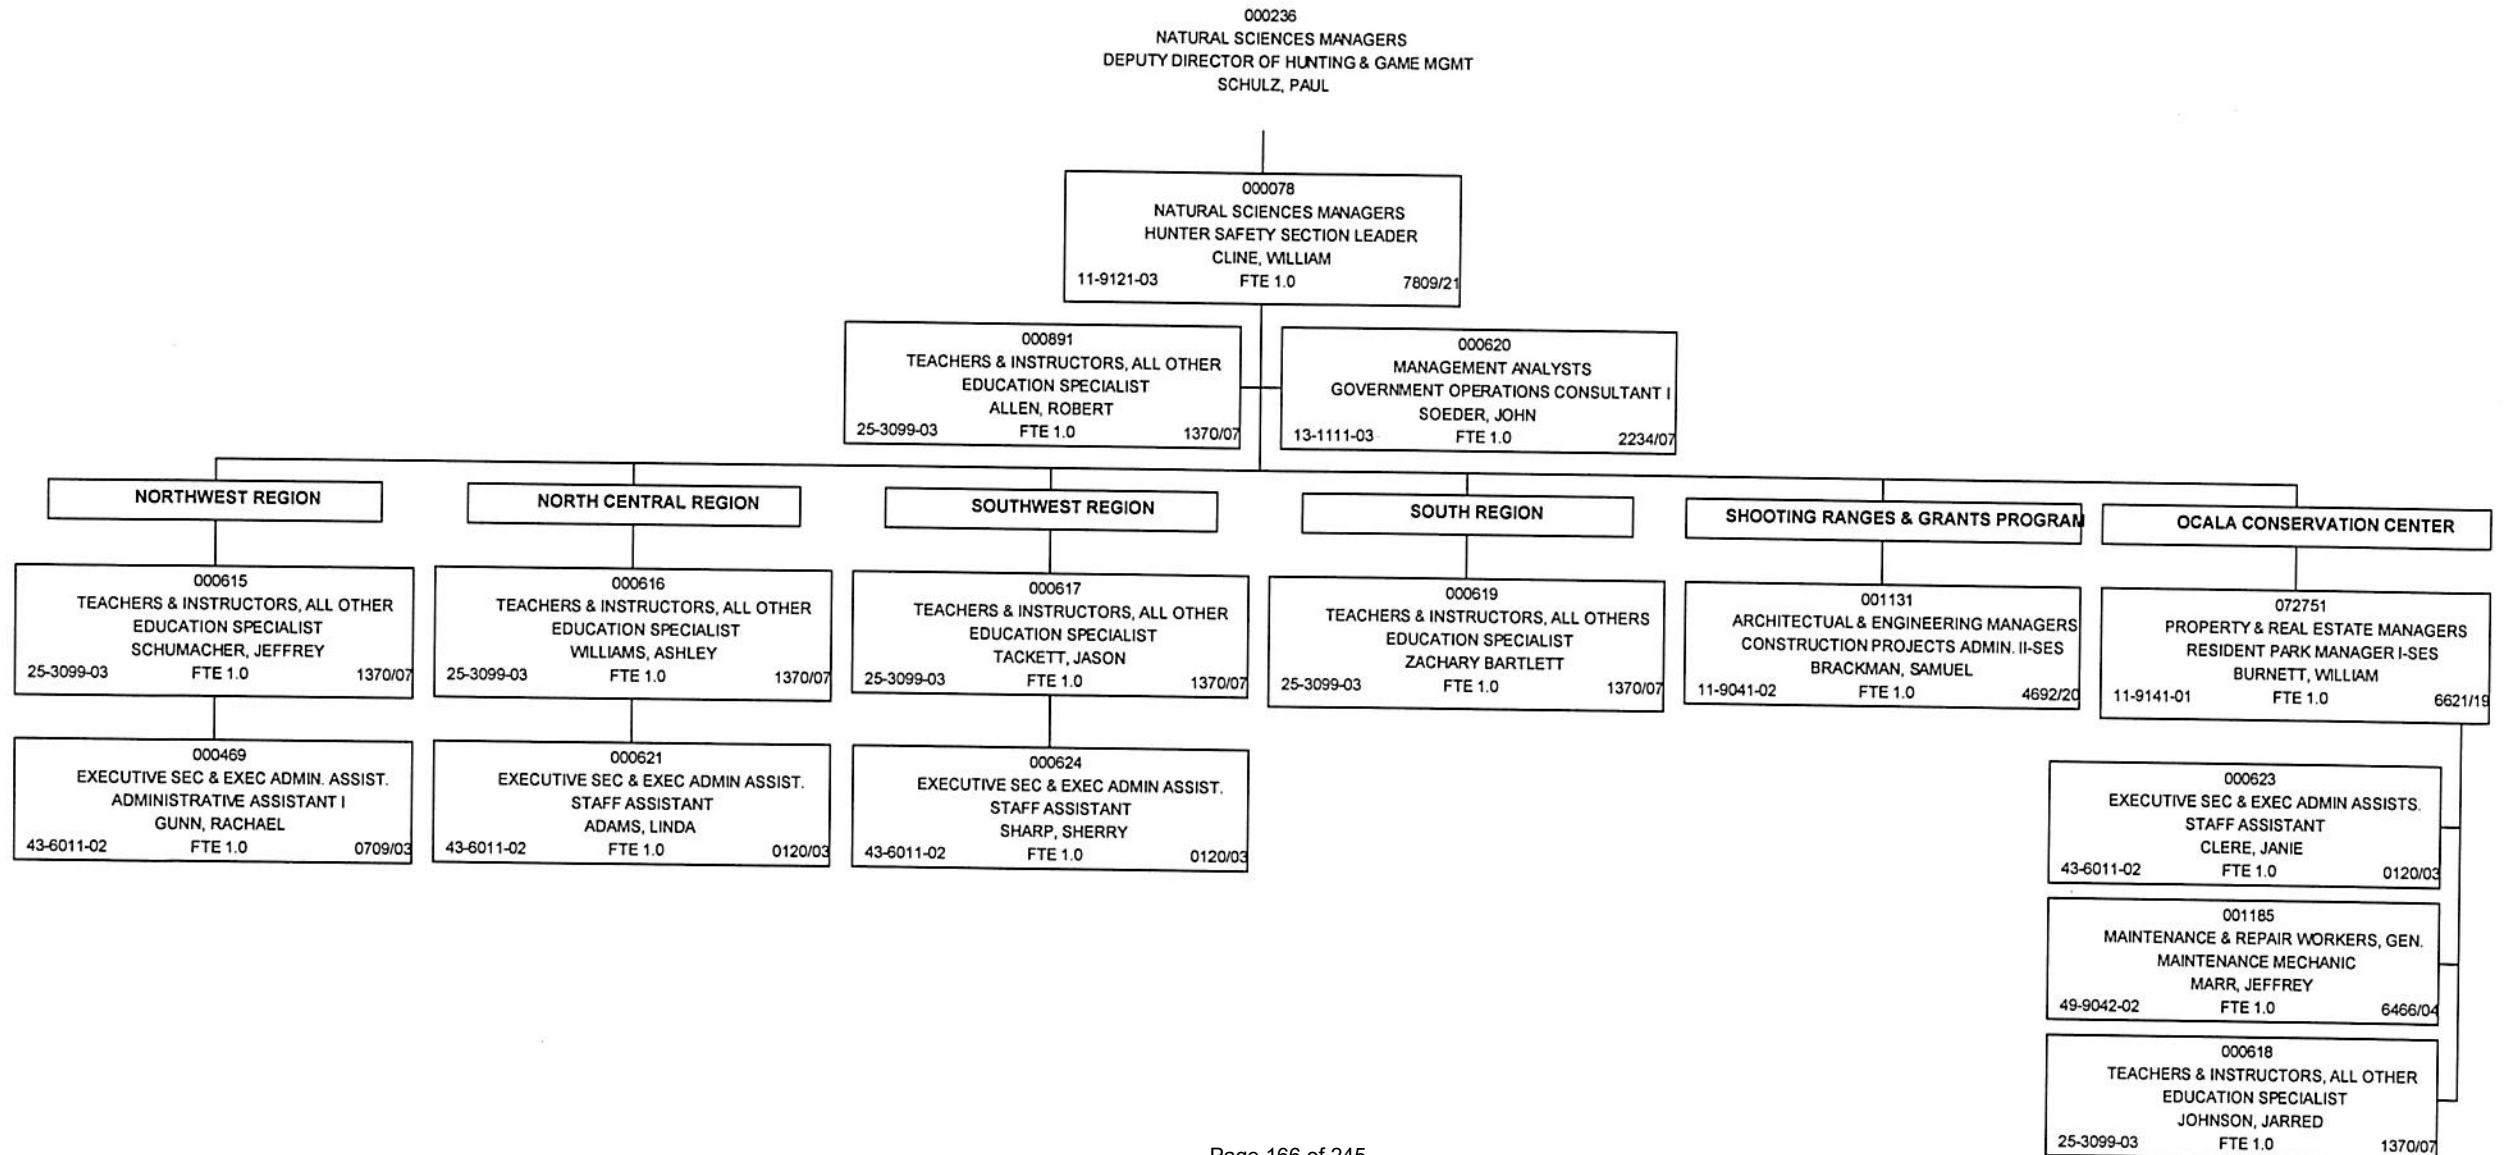 000236
NATURAL SCIENCES MANAGERS
DEPUTY DIRECTOR OF HUNTING & GAME MGMT
SCHULZ, PAUL
000078
NATURAL SCIENCES MANAGERS
HUNTER SAFETY SECTION LEADER
CLINE, WILLIAM
11-9121-03 FTE 1.0 7809/21
000891
TEACHERS & INSTRUCTORS, ALL OTHER
EDUCATION SPECIALIST
ALLEN, ROBERT
25-3099-03 FTE 1.0 1370/07
000620
MANAGEMENT ANALYSTS
GOVERNMENT OPERATIONS CONSULTANT I
SOEDER, JOHN
13-1111-03 FTE 1.0 2234/07
NORTHWEST REGION
000615
TEACHERS & INSTRUCTORS, ALL OTHER
EDUCATION SPECIALIST
SCHUMACHER, JEFFREY
25-3099-03 FTE 1.0 1370/07
000469
EXECUTIVE SEC & EXEC ADMIN. ASSIST.
ADMINISTRATIVE ASSISTANT I
GUNN, RACHAEL
43-6011-02 FTE 1.0 0709/03
NORTH CENTRAL REGION
000616
TEACHERS & INSTRUCTORS, ALL OTHER
EDUCATION SPECIALIST
WILLIAMS, ASHLEY
25-3099-03 FTE 1.0 1370/07
000621
EXECUTIVE SEC & EXEC ADMIN ASSIST.
STAFF ASSISTANT
ADAMS, LINDA
43-6011-02 FTE 1.0 0120/03
SOUTHWEST REGION
000617
TEACHERS & INSTRUCTORS, ALL OTHER
EDUCATION SPECIALIST
TACKETT, JASON
25-3099-03 FTE 1.0 1370/07
000624
EXECUTIVE SEC & EXEC ADMIN ASSIST.
STAFF ASSISTANT
SHARP, SHERRY
43-6011-02 FTE 1.0 0120/03
SOUTH REGION
000619
TEACHERS & INSTRUCTORS, ALL OTHERS
EDUCATION SPECIALIST
ZACHARY BARTLETT
25-3099-03 FTE 1.0 1370/07
SHOOTING RANGES & GRANTS PROGRAM
001131
ARCHITECTUAL & ENGINEERING MANAGERS
CONSTRUCTION PROJECTS ADMIN. II-SES
BRACKMAN, SAMUEL
11-9041-02 FTE 1.0 4692/20
OCALA CONSERVATION CENTER
072751
PROPERTY & REAL ESTATE MANAGERS
RESIDENT PARK MANAGER I-SES
BURNETT, WILLIAM
11-9141-01 FTE 1.0 6621/19
000623
EXECUTIVE SEC & EXEC ADMIN ASSISTS.
STAFF ASSISTANT
CLERE, JANIE
43-6011-02 FTE 1.0 0120/03
001185
MAINTENANCE & REPAIR WORKERS, GEN.
MAINTENANCE MECHANIC
MARR, JEFFREY
49-9042-02 FTE 1.0 6466/04
000618
TEACHERS & INSTRUCTORS, ALL OTHER
EDUCATION SPECIALIST
JOHNSON, JARRED
25-3099-03 FTE 1.0 1370/07
Page 166 of 245